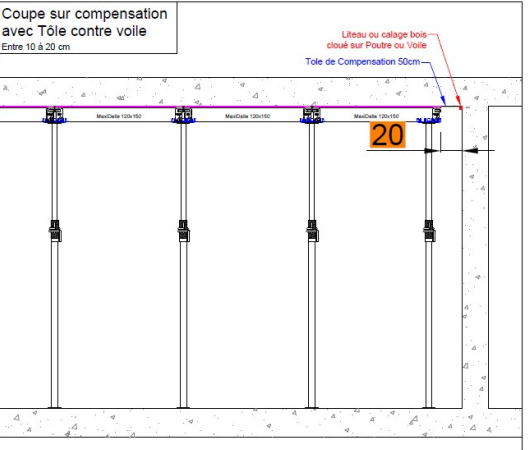 Coupe sur compensation
avec Tôle contre voile
Entre 10 à 20 cm
Liteau ou calage bois
cloué sur Poutre ou Voile
Tole de Compensation 50cm
MaxiDalle 120x150
MaxiDalle 120x150
MaxiDalle 120x150
20